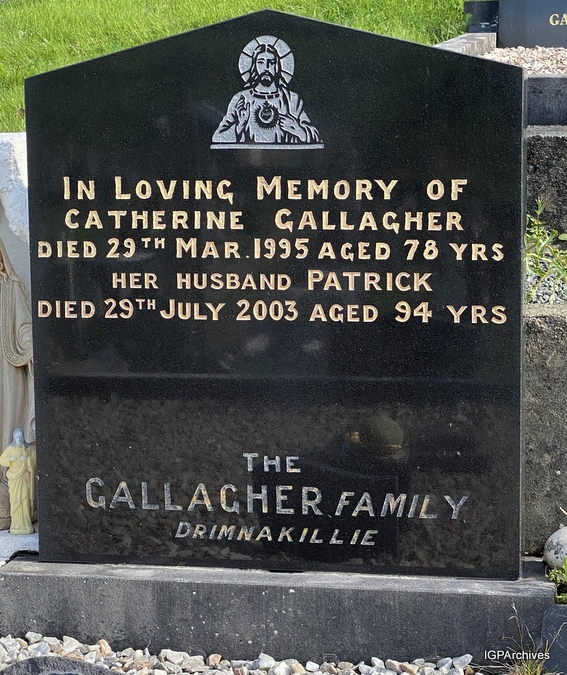 GA
IN LOVING MEMORY OF
CATHERINE GALLAGHER
DIED 29TH MAR. 1995 AGED 78 YRS
HER HUSBAND PATRICK
DIED 29TH JULY 2003 AGED 94 YRS
THE
GALLAGHER FAMILY
DRIMNAKILLIE
IGPArchives